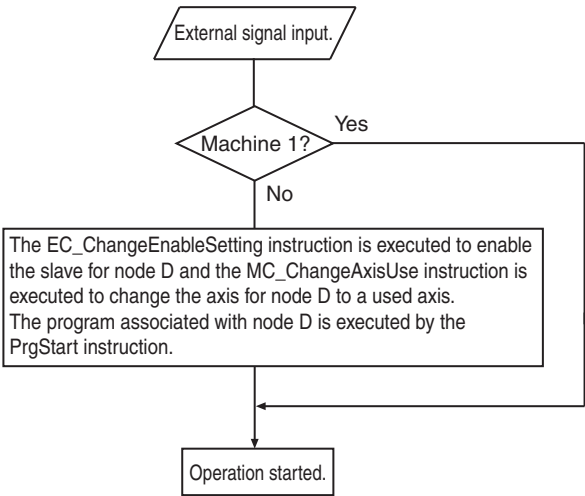 External signal input.
Machine 1?
Yes
No
The EC_ChangeEnableSetting instruction is executed to enable
the slave for node D and the MC_ChangeAxisUse instruction is
executed to change the axis for node D to a used axis.
The program associated with node D is executed by the
PrgStart instruction.
Operation started.